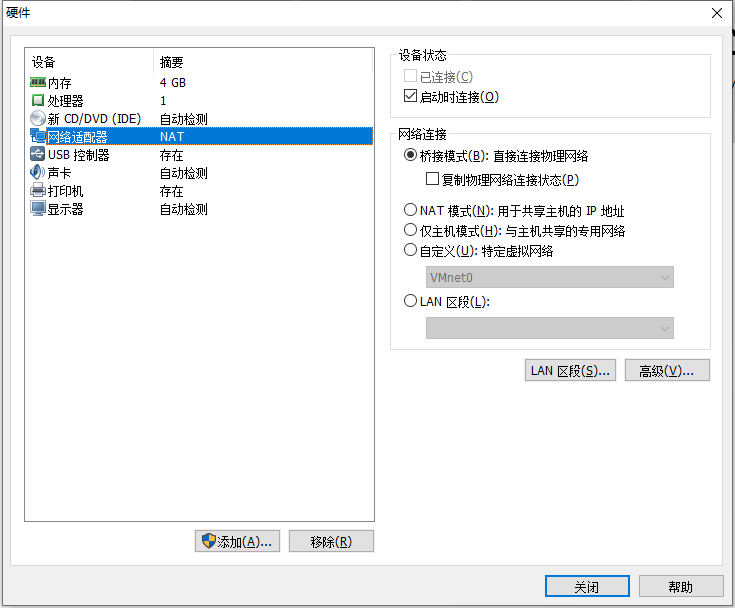 硬件
设备 摘要
内存 4 GB
处理器 1
新 CD/DVD (IDE) 自动检测
网络适配器 NAT
USB 控制器 存在
声卡 自动检测
打印机 存在
显示器 自动检测
添加(A)...
移除(R)
设备状态
已连接(C)
启动时连接(O)
网络连接
桥接模式(B): 直接连接物理网络
复制物理网络连接状态(P)
NAT 模式(N): 用于共享主机的 IP 地址
仅主机模式(H): 与主机共享的专用网络
自定义(U): 特定虚拟网络
VMnet0
LAN 区段(L):
LAN 区段(S)...
高级(V)...
关闭
帮助